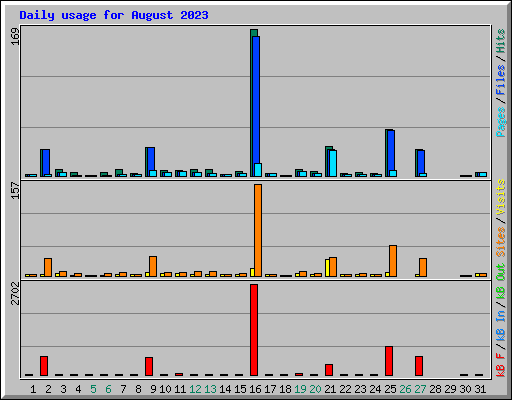 Daily usage for August 2023
169
Pages / Files / Hits
157
Sites / Visits
2702
kB F / kB In / kB Out
1 2 3 4 5 6 7 8 9 10 11 12 13 14 15 16 17 18 19 20 21 22 23 24 25 26 27 28 29 30 31